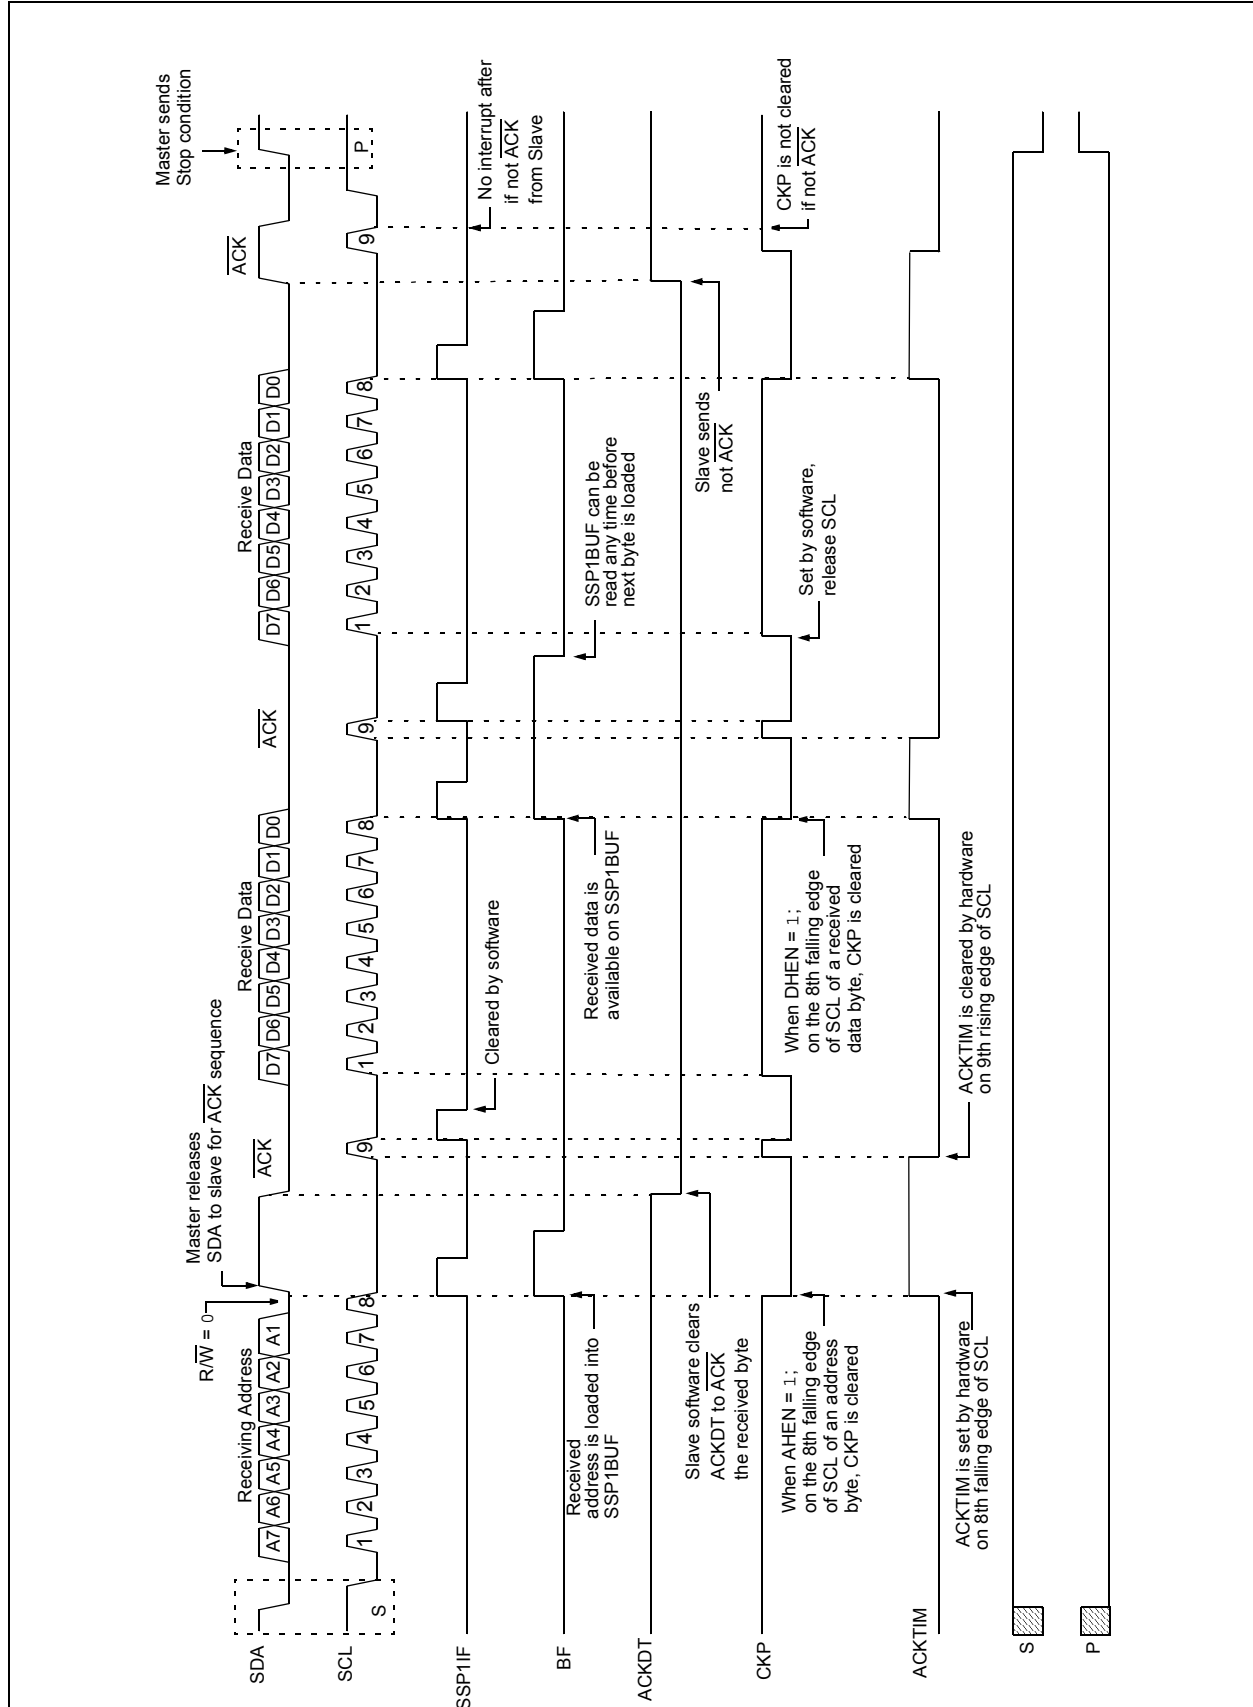 Master sends
Stop condition
Master releases
SDA to slave for ACK sequence
R/W = 0
Receiving Address
ACK
Receive Data
ACK
Receive Data
ACK
SDA
A7 A6 A5 A4 A3 A2 A1
D7 D6 D5 D4 D3 D2 D1 D0
D7 D6 D5 D4 D3 D2 D1 D0
SCL
S
1 2 3 4 5 6 7 8
9
1 2 3 4 5 6 7 8
9
1 2 3 4 5 6 7 8
9
P
SSP1IF
Cleared by software
No interrupt after
if not ACK
from Slave
BF
Received
address is loaded into
SSP1BUF
Received data is
available on SSP1BUF
SSP1BUF can be
read any time before
next byte is loaded
ACKDT
Slave software clears
ACKDT to ACK
the received byte
Slave sends
not ACK
CKP
When AHEN = 1;
on the 8th falling edge
of SCL of an address
byte, CKP is cleared
When DHEN = 1;
on the 8th falling edge
of SCL of a received
data byte, CKP is cleared
Set by software,
release SCL
CKP is not cleared
if not ACK
ACKTIM
ACKTIM is set by hardware
on 8th falling edge of SCL
ACKTIM is cleared by hardware
on 9th rising edge of SCL
S
P